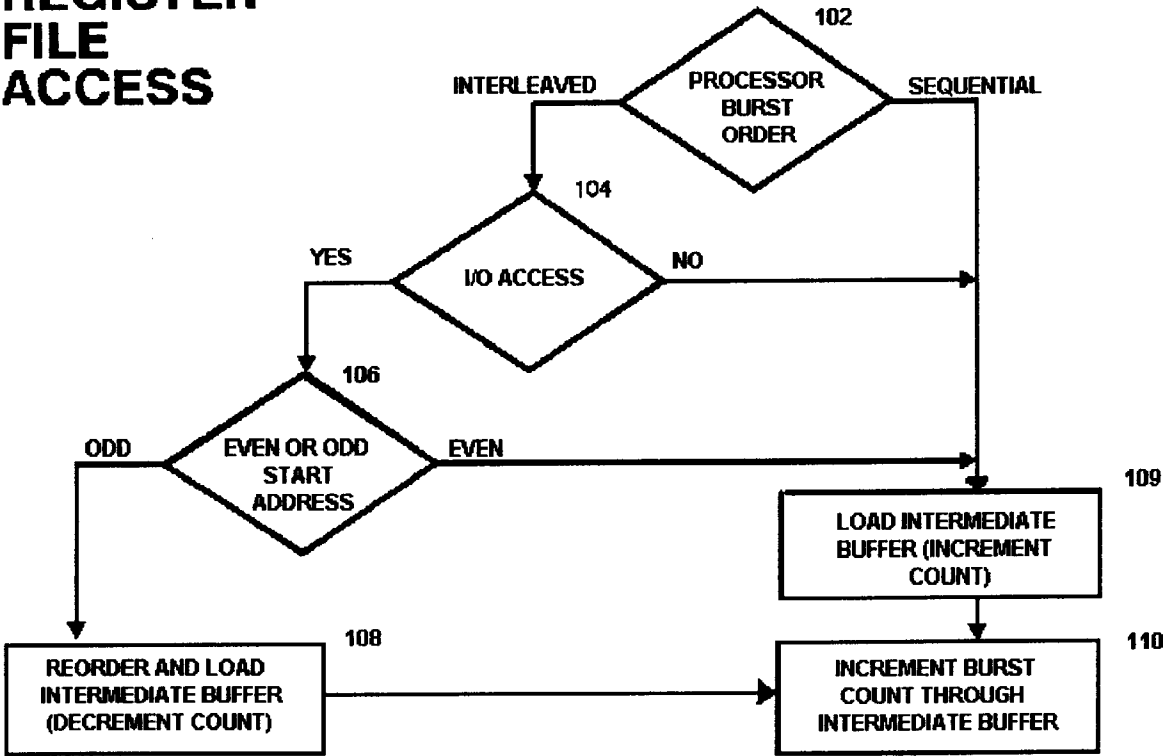 REGISTER
FILE
ACCESS
102
PROCESSOR
BURST
ORDER
INTERLEAVED
SEQUENTIAL
104
I/O ACCESS
YES
NO
106
EVEN OR ODD
START
ADDRESS
ODD
EVEN
109
LOAD INTERMEDIATE
BUFFER (INCREMENT
COUNT)
108
REORDER AND LOAD
INTERMEDIATE BUFFER
(DECREMENT COUNT)
110
INCREMENT BURST
COUNT THROUGH
INTERMEDIATE BUFFER